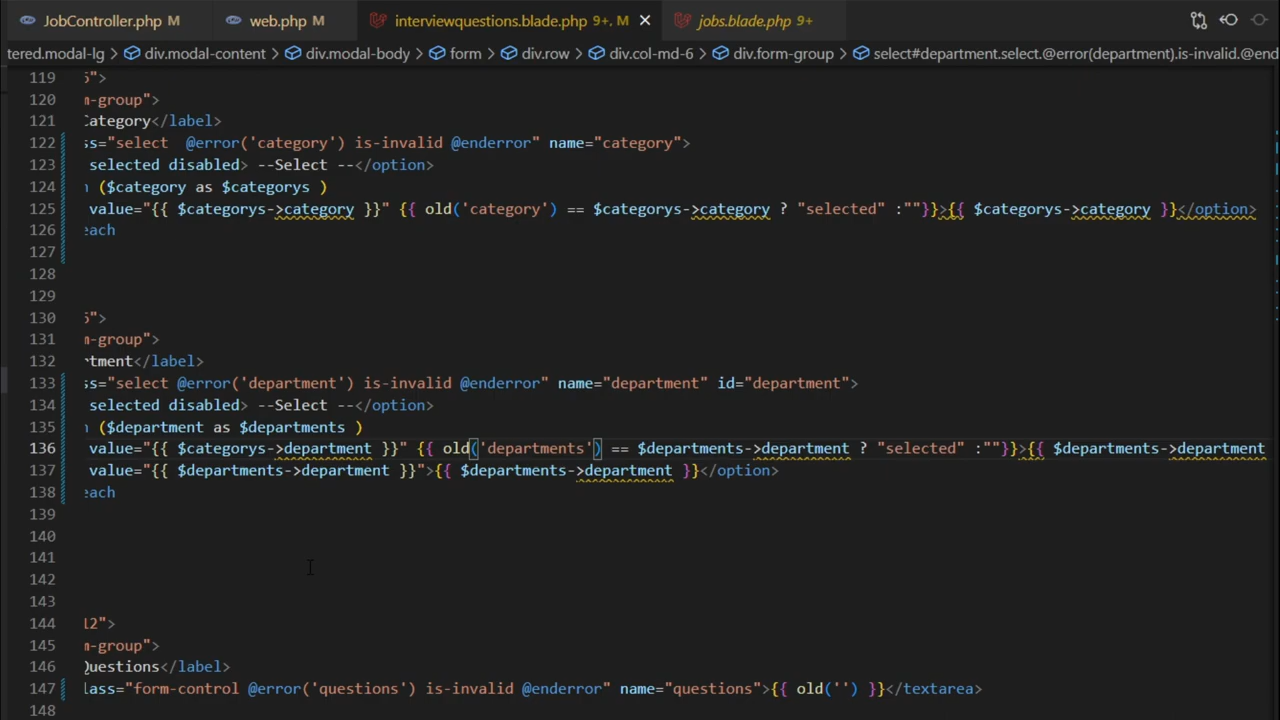 JobController.php M web.php M interviewquestions.blade.php 9+, M jobs.blade.php 9+
tered.modal-lg > div.modal-content > div.modal-body > form > div.row > div.col-md-6 > div.form-group > select#department.select.@error(department).is-invalid.@end
119 5">
120 m-group">
121 Category</label>
122 ss="select  @error('category') is-invalid @enderror" name="category">
123 selected disabled> --Select --</option>
124 ($category as $categorys )
125 value="{{ $categorys->category }}" {{ old('category') == $categorys->category ? "selected" :""}}>{{ $categorys->category }}</option>
126 each
127
128
129
130 5">
131 m-group">
132 rtment</label>
133 ss="select @error('department') is-invalid @enderror" name="department" id="department">
134 selected disabled> --Select --</option>
135 ($department as $departments )
136 value="{{ $categorys->department }}" {{ old('departments') == $departments->department ? "selected" :""}}>{{ $departments->department
137 value="{{ $departments->department }}">{{ $departments->department }}</option>
138 each
139
140
141
142
143
144 12">
145 m-group">
146 Questions</label>
147 lass="form-control @error('questions') is-invalid @enderror" name="questions">{{ old('') }}</textarea>
148